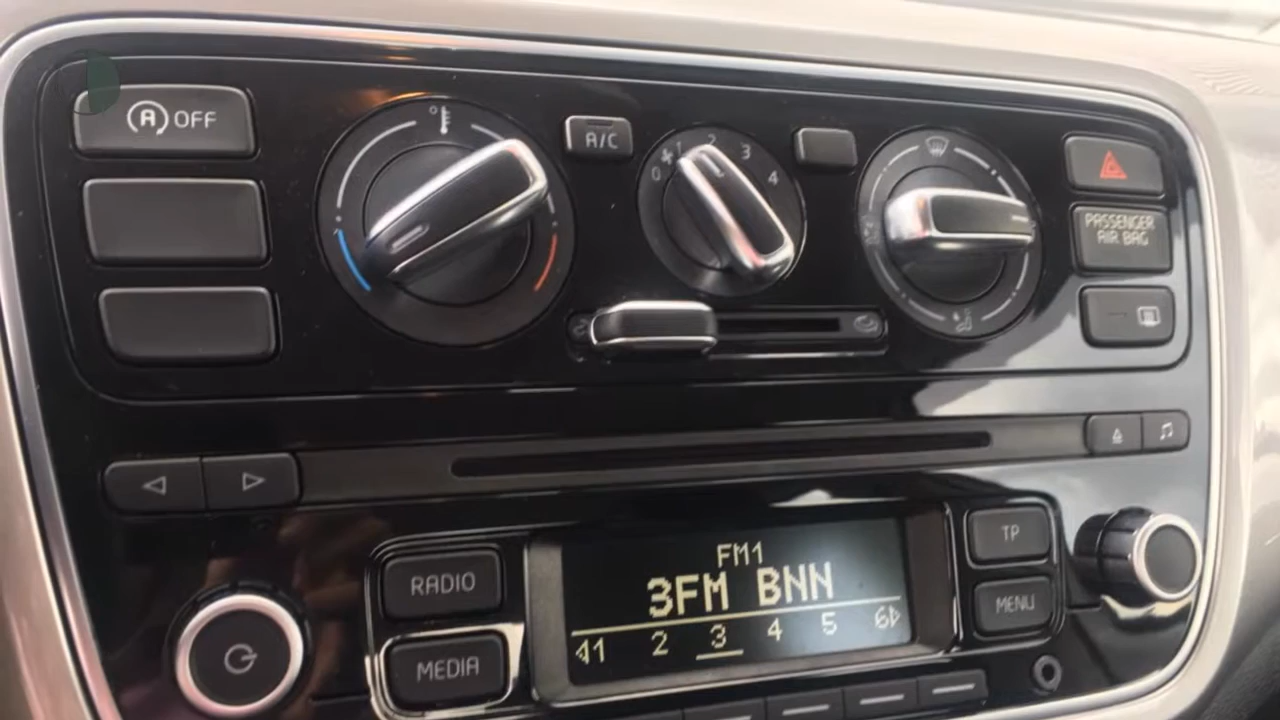 A OFF
A/C
0 1 2 3 4
PASSENGER
AIR BAG
RADIO
MEDIA
FM1
3FM BNN
1 2 3 4 5 6
TP
MENU